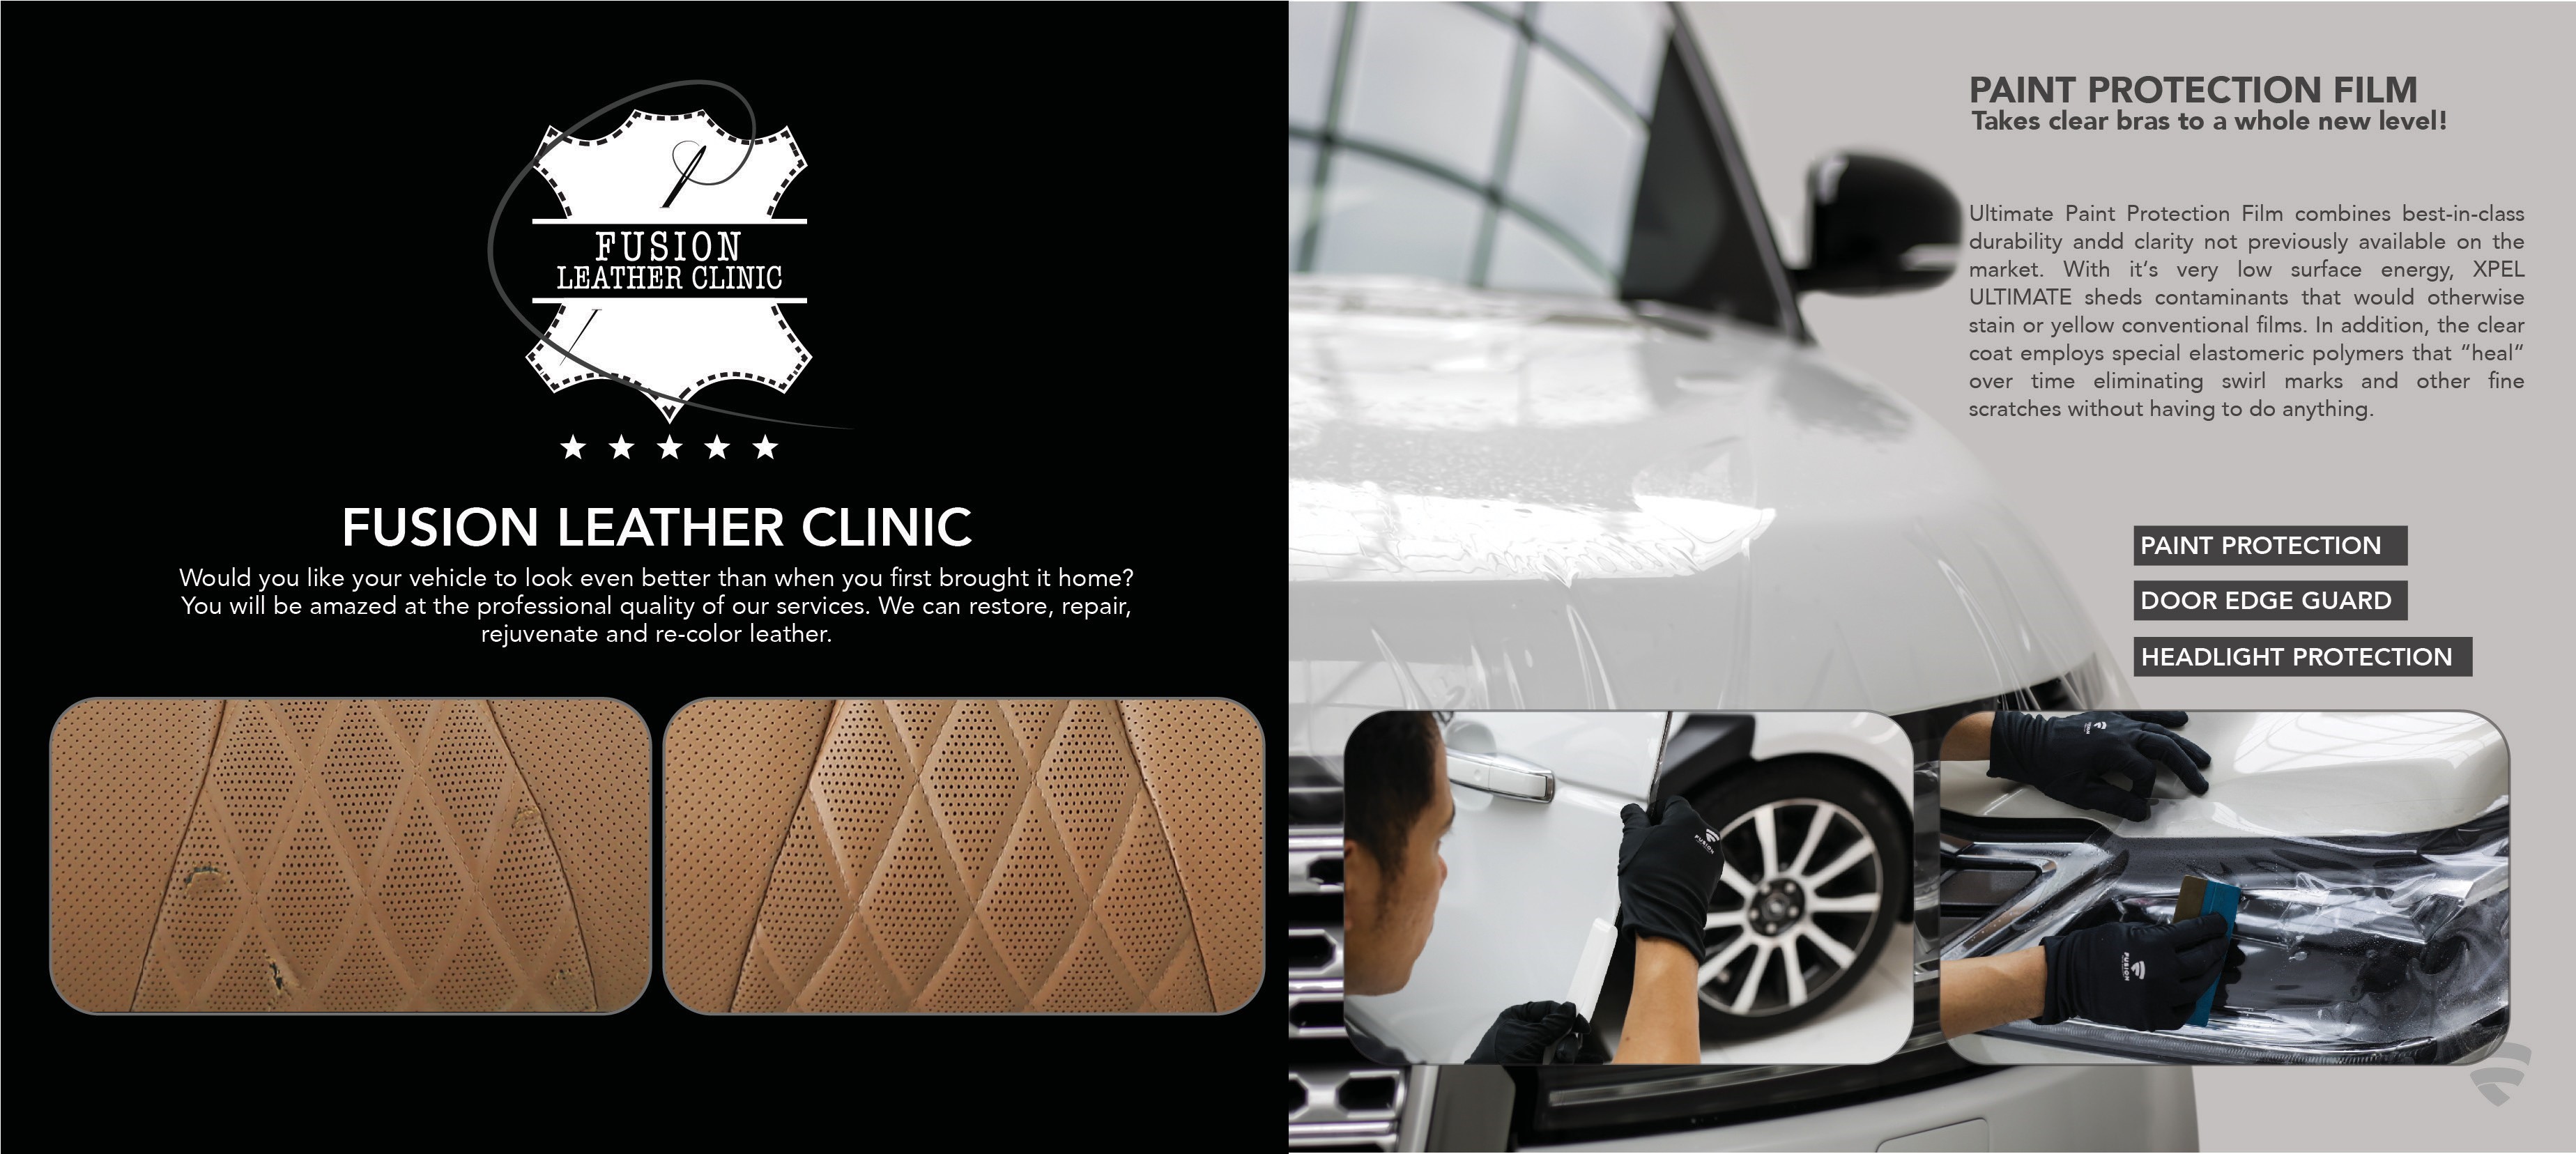 FUSION
LEATHER CLINIC
FUSION LEATHER CLINIC
Would you like your vehicle to look even better than when you first brought it home?
You will be amazed at the professional quality of our services. We can restore, repair,
rejuvenate and re-color leather.
PAINT PROTECTION FILM
Takes clear bras to a whole new level!
Ultimate Paint Protection Film combines best-in-class
durability andd clarity not previously available on the
market. With it‘s very low surface energy, XPEL
ULTIMATE sheds contaminants that would otherwise
stain or yellow conventional films. In addition, the clear
coat employs special elastomeric polymers that “heal“
over time eliminating swirl marks and other fine
scratches without having to do anything.
PAINT PROTECTION
DOOR EDGE GUARD
HEADLIGHT PROTECTION
FUSION
FUSION